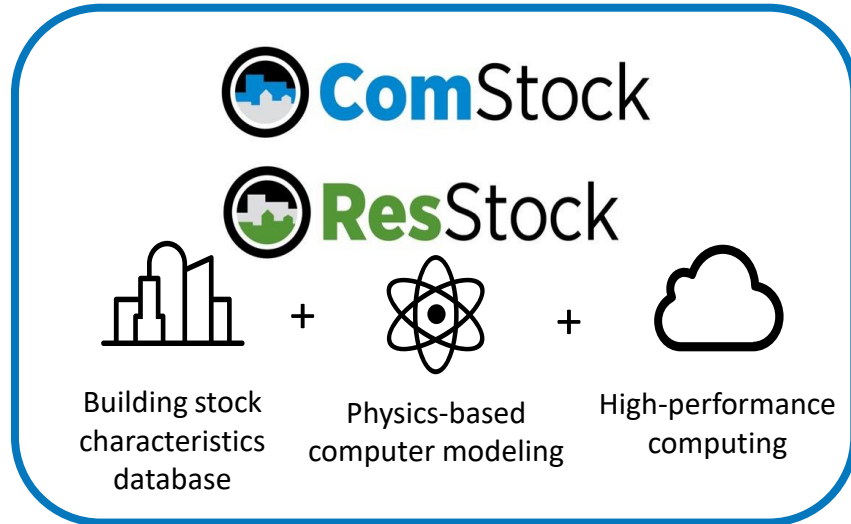 ComStock
ResStock
+
+
Building stock
characteristics
database
Physics-based
computer modeling
High-performance
computing